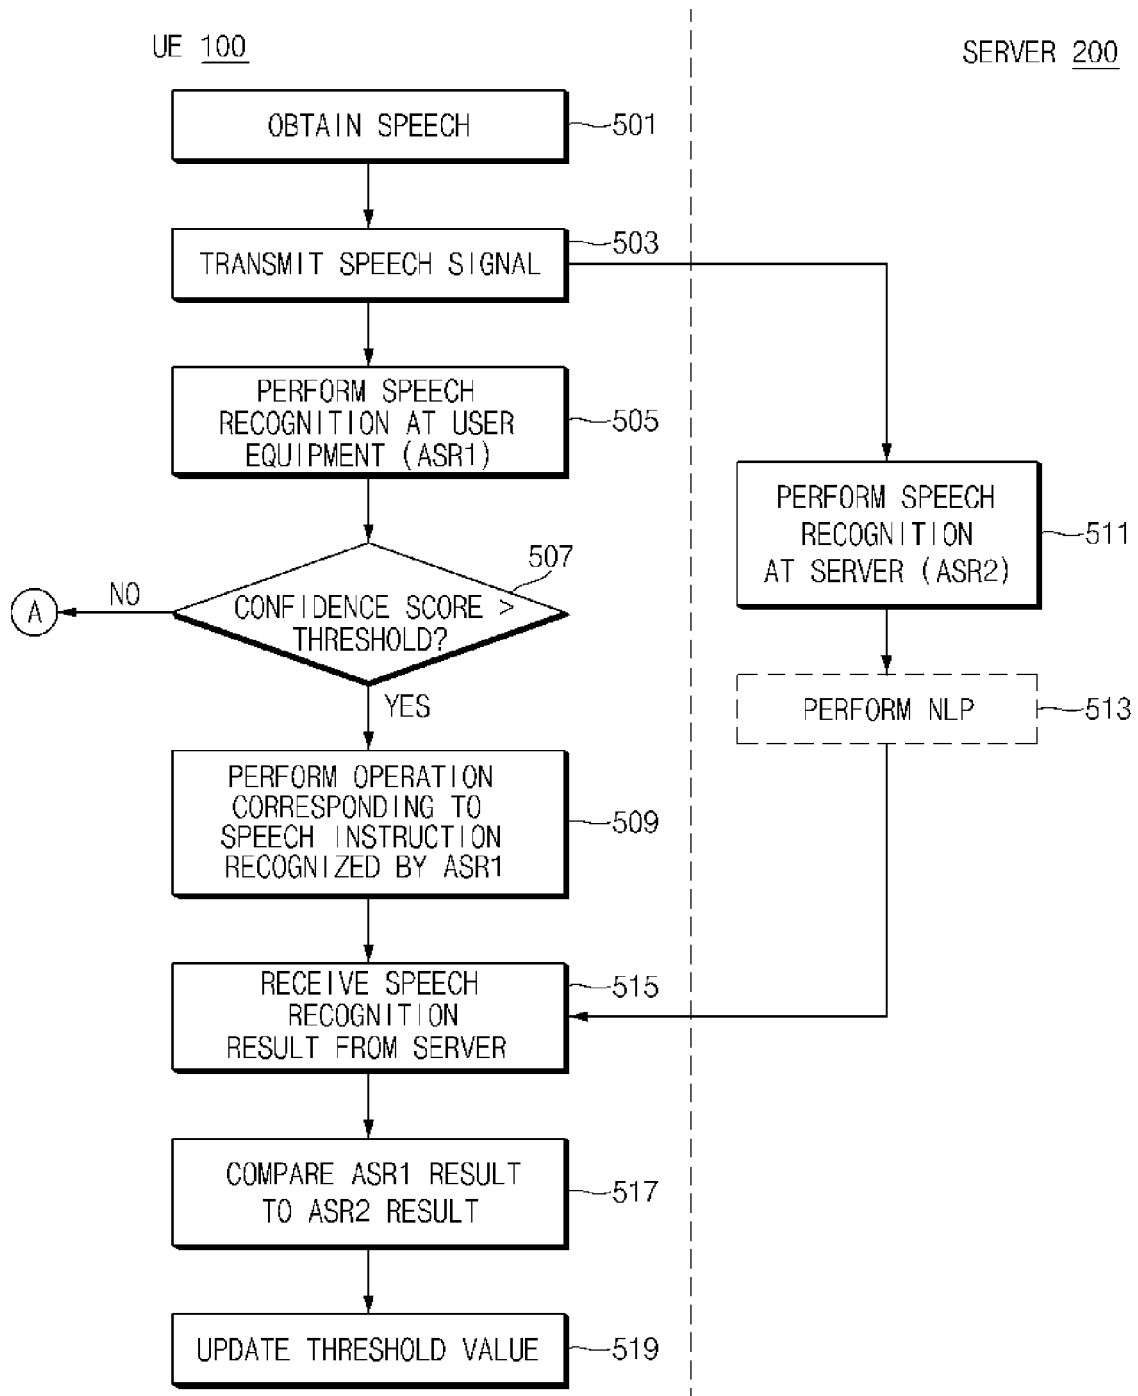 UE 100
SERVER 200
OBTAIN SPEECH
501
TRANSMIT SPEECH SIGNAL
503
PERFORM SPEECH
RECOGNITION AT USER
EQUIPMENT (ASR1)
505
CONFIDENCE SCORE >
THRESHOLD?
507
NO
A
YES
PERFORM OPERATION
CORRESPONDING TO
SPEECH INSTRUCTION
RECOGNIZED BY ASR1
509
PERFORM SPEECH
RECOGNITION
AT SERVER (ASR2)
511
PERFORM NLP
513
RECEIVE SPEECH
RECOGNITION
RESULT FROM SERVER
515
COMPARE ASR1 RESULT
TO ASR2 RESULT
517
UPDATE THRESHOLD VALUE
519